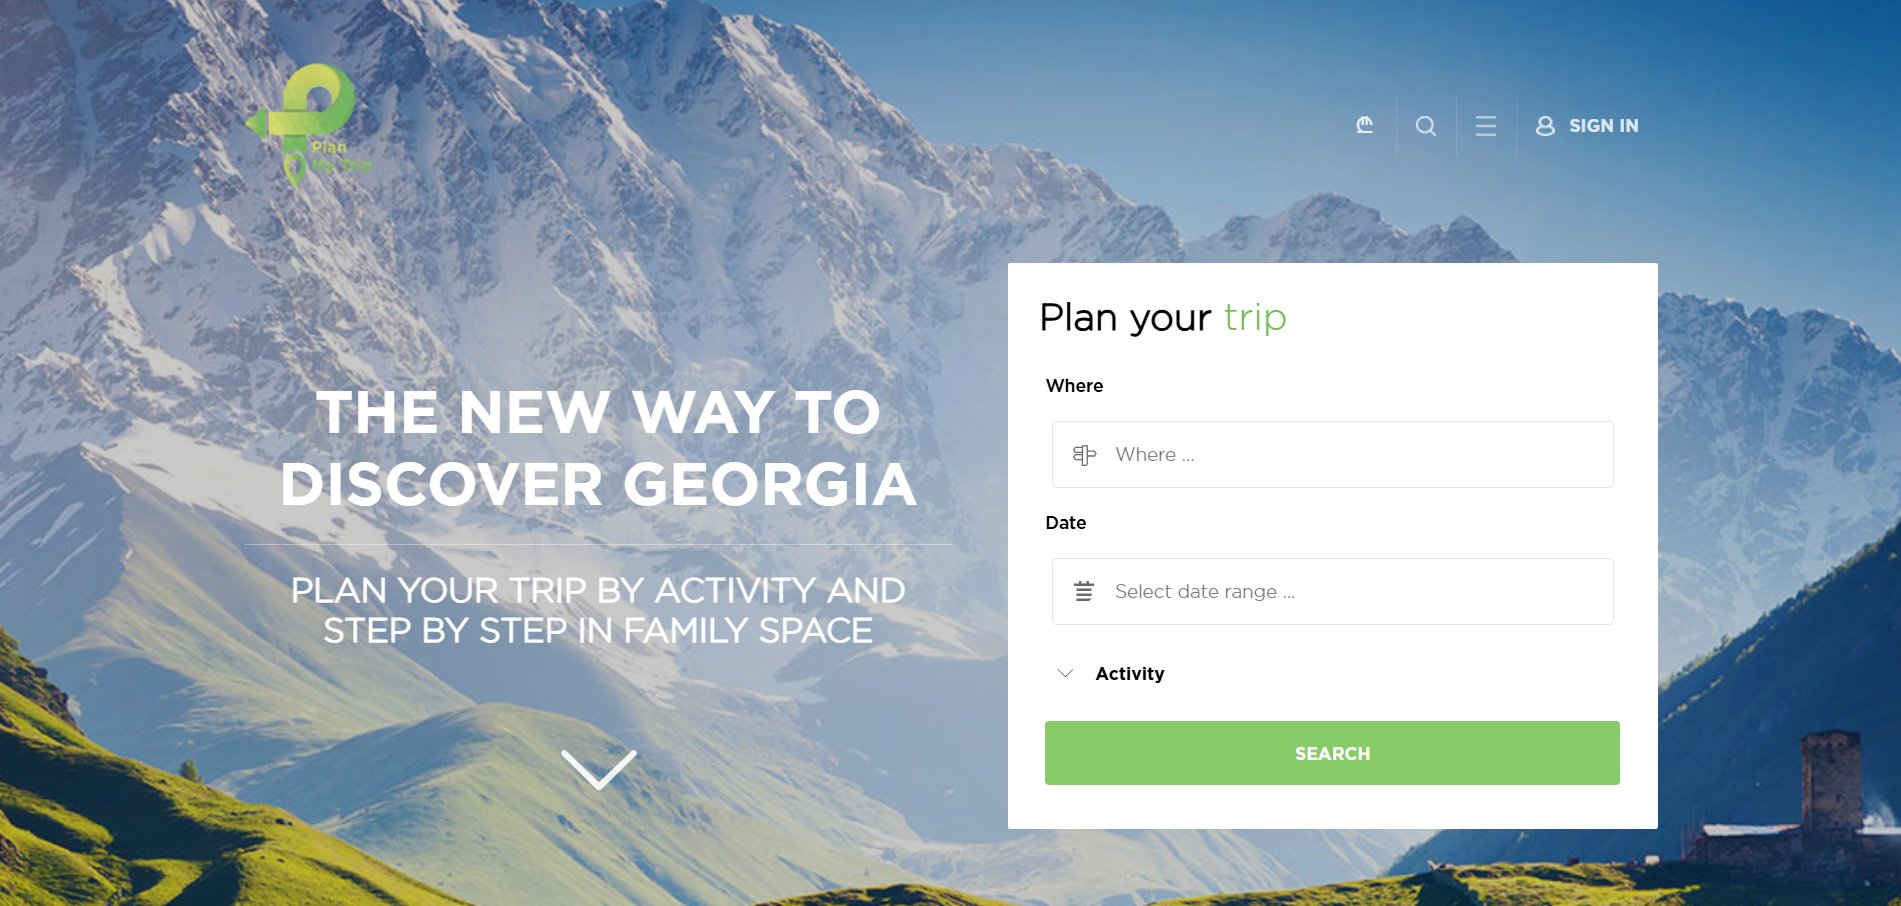 Plan
My Trip
₾
SIGN IN
THE NEW WAY TO
DISCOVER GEORGIA
PLAN YOUR TRIP BY ACTIVITY AND
STEP BY STEP IN FAMILY SPACE
Plan your trip
Where
Where ...
Date
Select date range ...
Activity
SEARCH